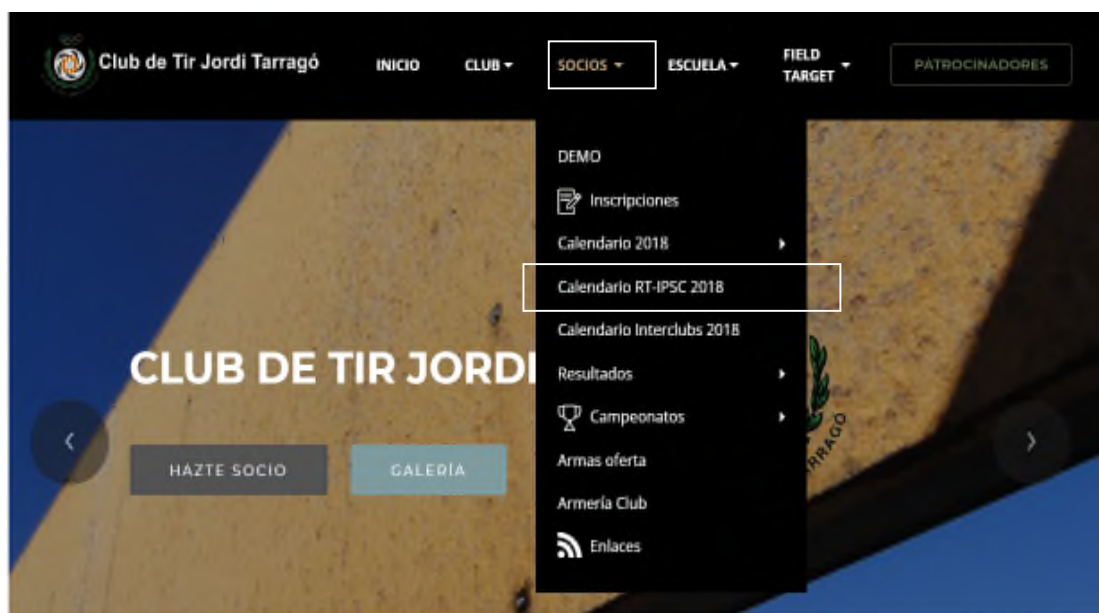 Club de Tir Jordi Tarragó
INICIO
CLUB
SOCIOS
ESCUELA
FIELD
TARGET
PATROCINADORES
DEMO
Inscripciones
Calendario 2018
Calendario RT-IPSC 2018
Calendario Interclubs 2018
Resultados
Campeonatos
Armas oferta
Armería Club
Enlaces
CLUB DE TIR JORDI
HAZTE SOCIO
GALERÍA